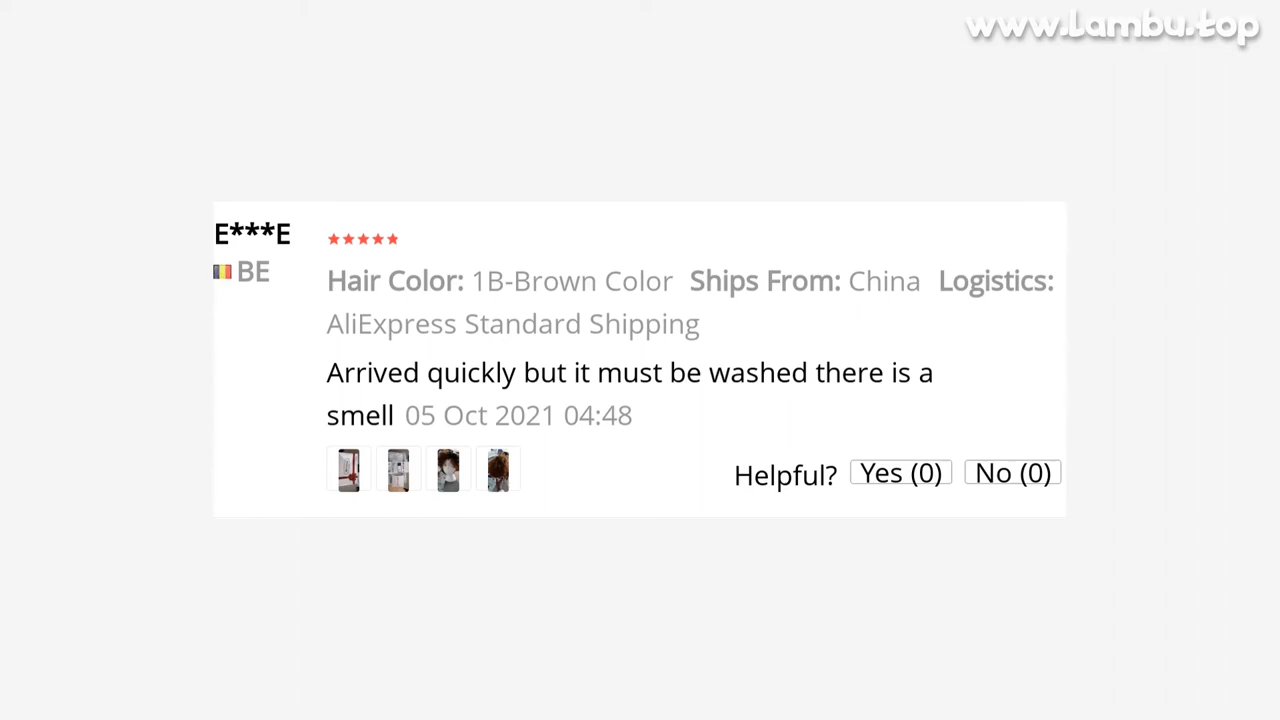 www.Lambu.top
E***E
BE
Hair Color: 1B-Brown Color Ships From: China Logistics:
AliExpress Standard Shipping
Arrived quickly but it must be washed there is a
smell 05 Oct 2021 04:48
Helpful? Yes (0) No (0)